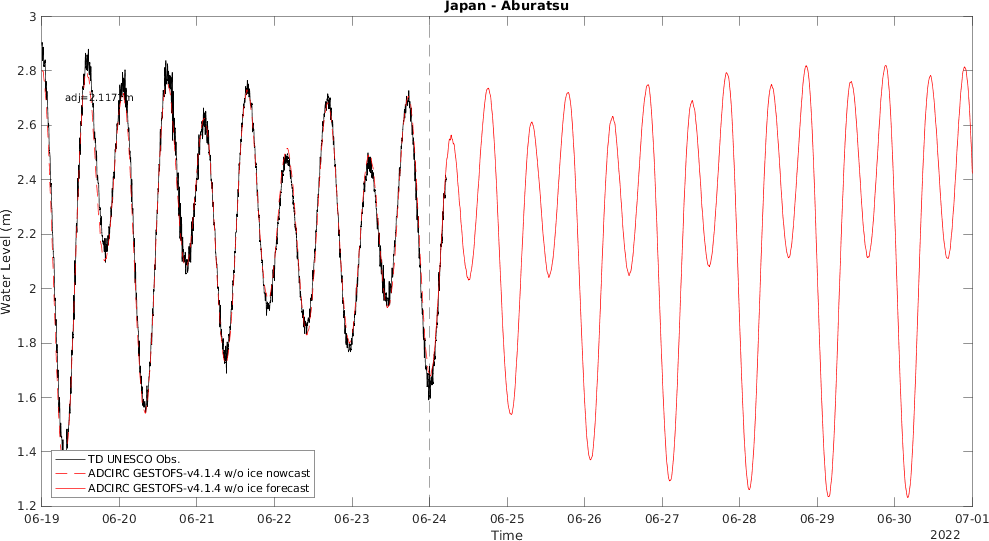 Japan - Aburatsu
3
2.8
2.6
2.4
2.2
2
1.8
1.6
1.4
1.2
Water Level (m)
adj=2.1177m
TD UNESCO Obs.
ADCIRC GESTOFS-v4.1.4 w/o ice nowcast
ADCIRC GESTOFS-v4.1.4 w/o ice forecast
06-19 06-20 06-21 06-22 06-23 06-24 06-25 06-26 06-27 06-28 06-29 06-30 07-01
Time
2022